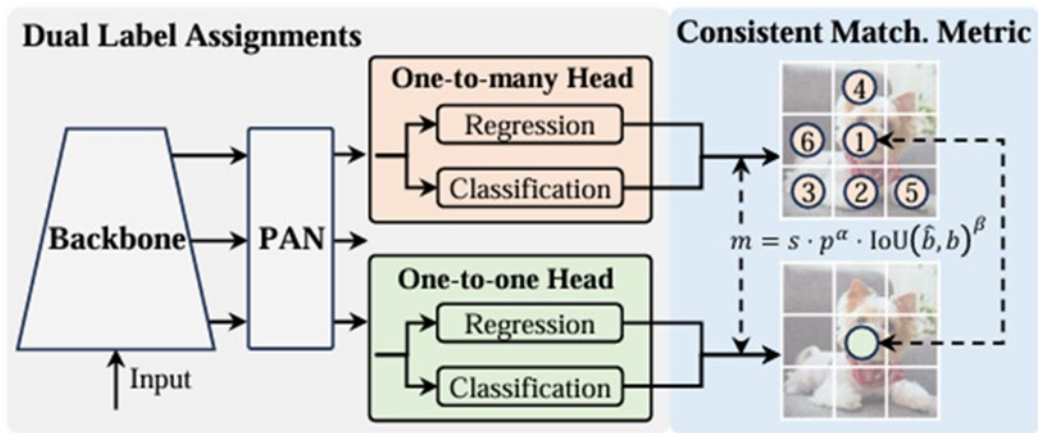 Dual Label Assignments
Consistent Match. Metric
One-to-many Head
Regression
Classification
Backbone
PAN
Input
One-to-one Head
Regression
Classification
4
6 1
3 2 5
m = s · p^α · IoU(b̂, b)^β